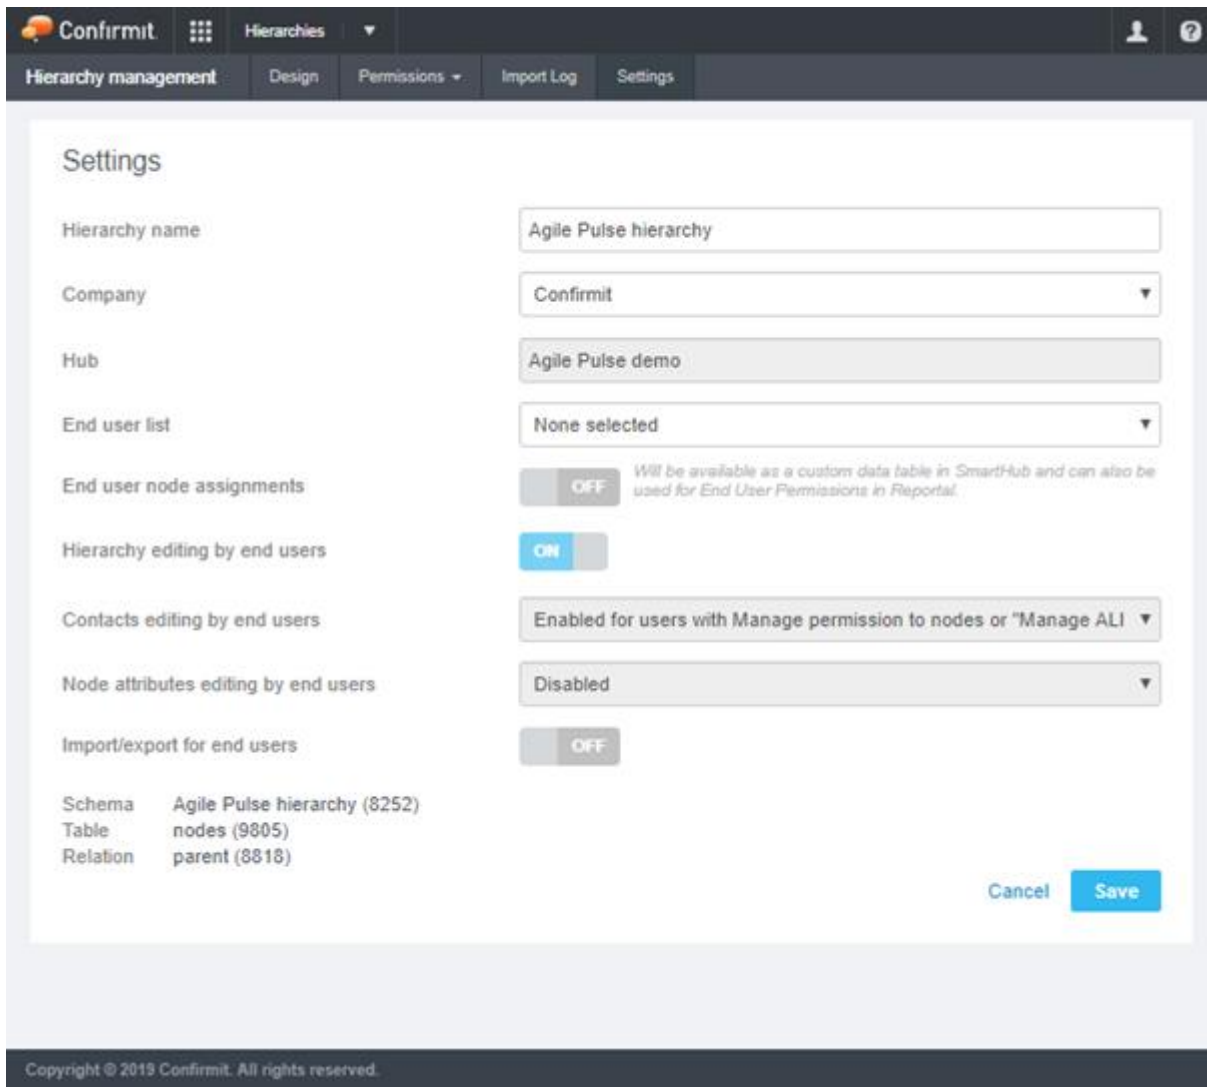 Confirmit. Hierarchies
Hierarchy management Design Permissions Import Log Settings
Settings
Hierarchy name Agile Pulse hierarchy
Company Confirmit
Hub Agile Pulse demo
End user list None selected
End user node assignments OFF Will be available as a custom data table in SmartHub and can also be
used for End User Permissions in Reportal.
Hierarchy editing by end users ON
Contacts editing by end users Enabled for users with Manage permission to nodes or "Manage ALI
Node attributes editing by end users Disabled
Import/export for end users OFF
Schema Agile Pulse hierarchy (8252)
Table nodes (9805)
Relation parent (8818)
Cancel Save
Copyright © 2019 Confirmit. All rights reserved.